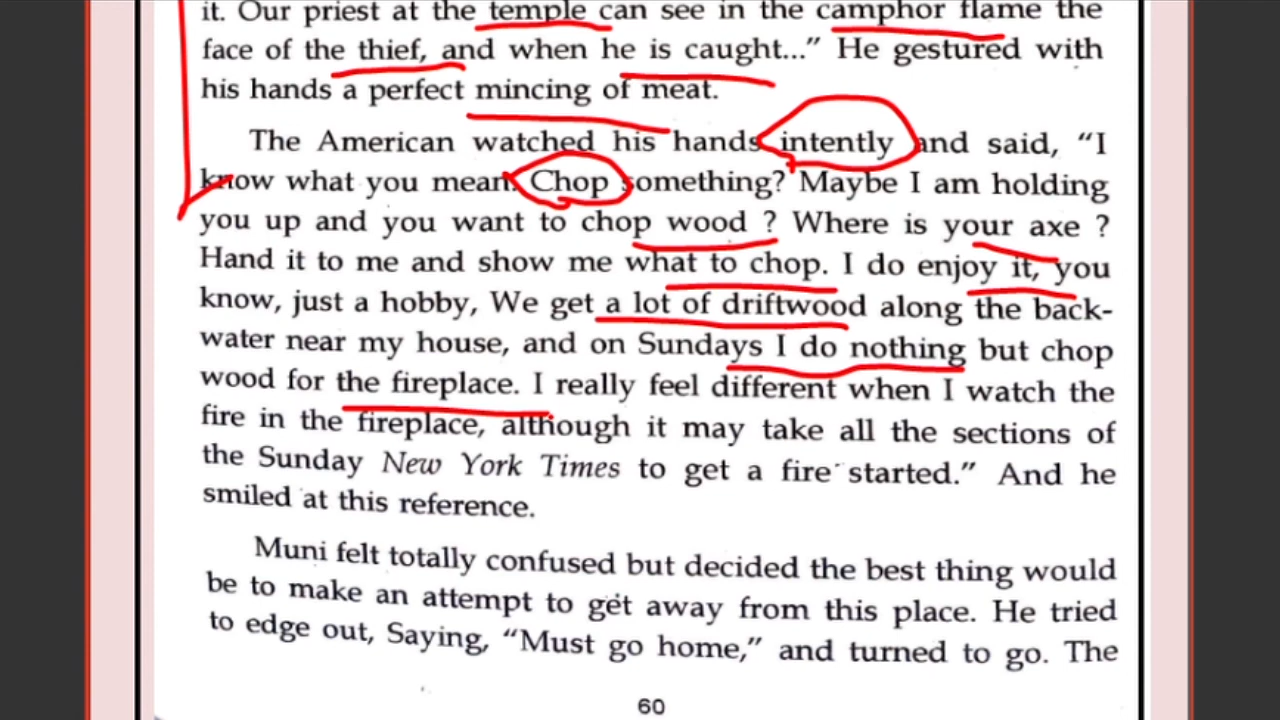 it. Our priest at the temple can see in the camphor flame the
face of the thief, and when he is caught...” He gestured with
his hands a perfect mincing of meat.
The American watched his hands intently and said, “I
know what you mean. Chop something? Maybe I am holding
you up and you want to chop wood ? Where is your axe ?
Hand it to me and show me what to chop. I do enjoy it, you
know, just a hobby, We get a lot of driftwood along the back-
water near my house, and on Sundays I do nothing but chop
wood for the fireplace. I really feel different when I watch the
fire in the fireplace, although it may take all the sections of
the Sunday New York Times to get a fire started.” And he
smiled at this reference.
Muni felt totally confused but decided the best thing would
be to make an attempt to get away from this place. He tried
to edge out, Saying, “Must go home,” and turned to go. The
60